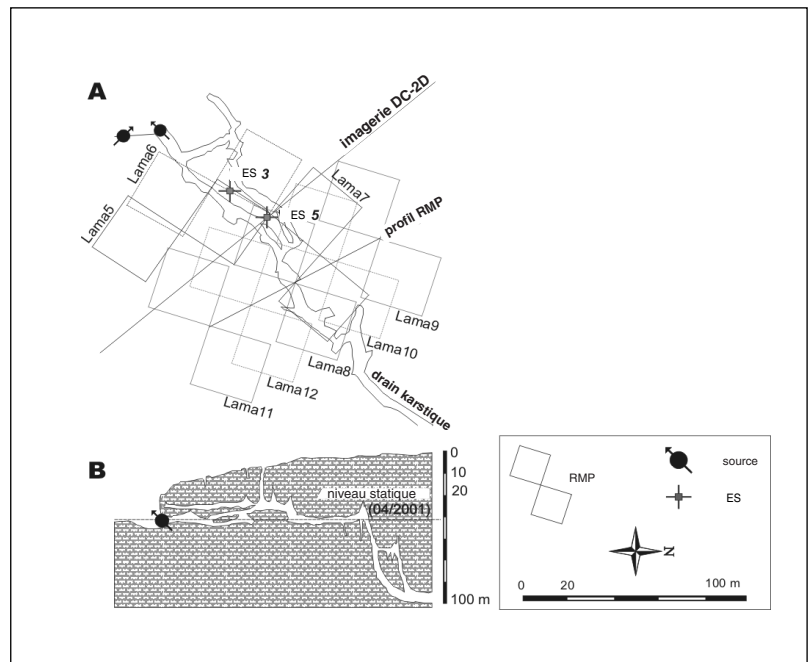 A
imagerie DC-2D
Lama6
ES 3
Lama7
ES 5
Lama5
profil RMP
Lama9
Lama10
Lama8
Lama12
Lama11
drain karstique
B
0
10
20
niveau statique
(04/2001)
100 m
RMP
source
ES
N
0 20 100 m